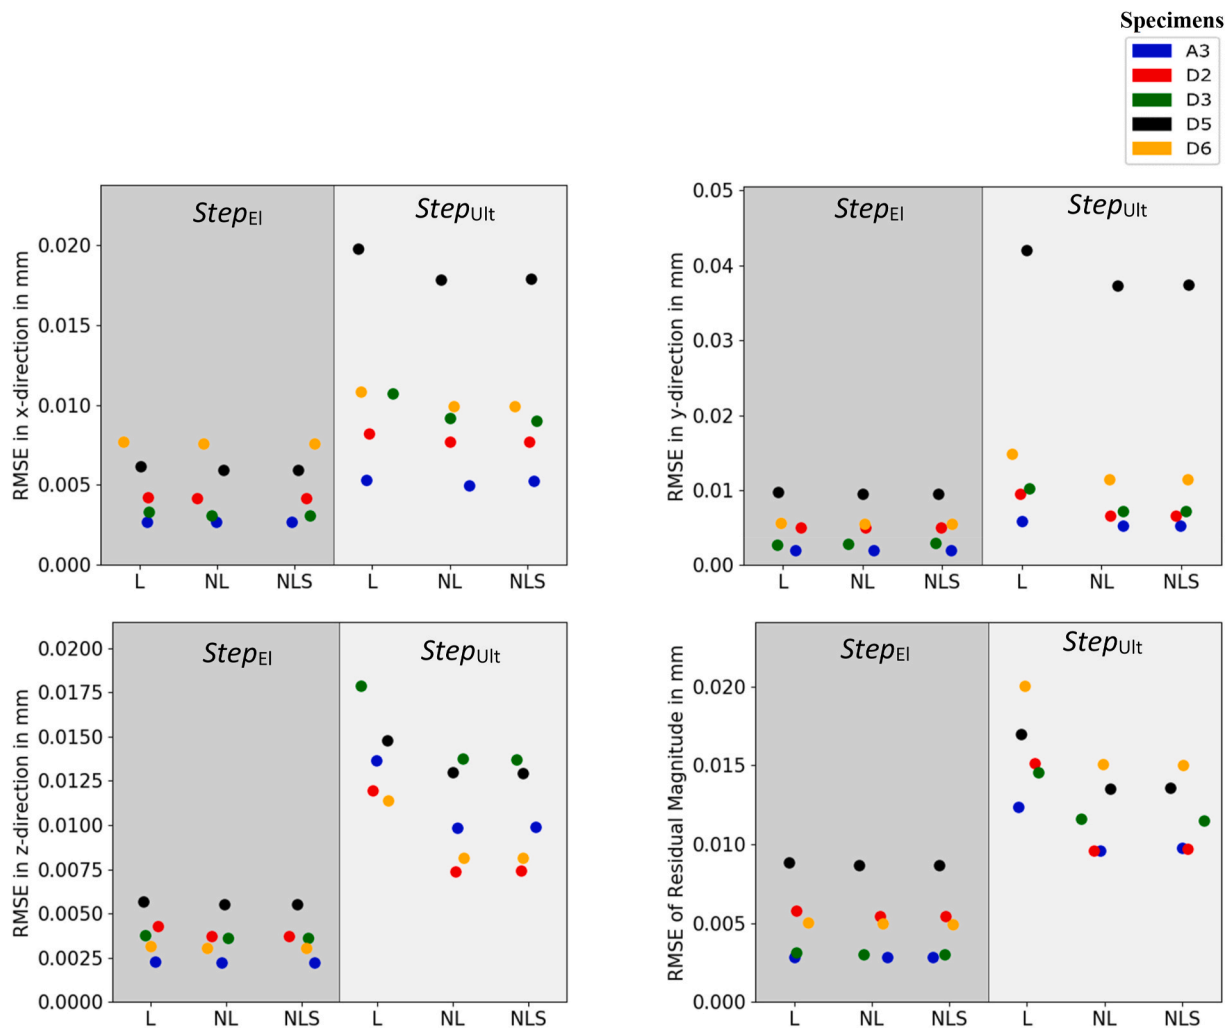 Specimens
A3
D2
D3
D5
D6
RMSE in x-direction in mm
0.020
0.015
0.010
0.005
0.000
StepEl
StepUlt
L NL NLS L NL NLS
RMSE in y-direction in mm
0.05
0.04
0.03
0.02
0.01
0.00
StepEl
StepUlt
L NL NLS L NL NLS
RMSE in z-direction in mm
0.0200
0.0175
0.0150
0.0125
0.0100
0.0075
0.0050
0.0025
0.0000
StepEl
StepUlt
L NL NLS L NL NLS
RMSE of Residual Magnitude in mm
0.020
0.015
0.010
0.005
0.000
StepEl
StepUlt
L NL NLS L NL NLS